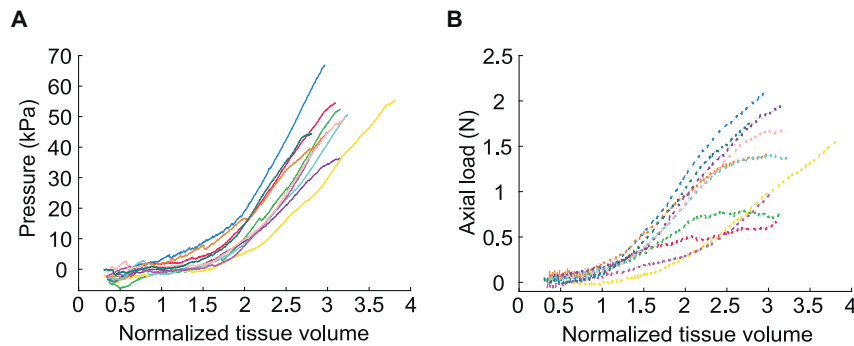 A
B
Pressure (kPa)
70
60
50
40
30
20
10
0
0 0.5 1 1.5 2 2.5 3 3.5 4
Normalized tissue volume
Axial load (N)
2.5
2
1.5
1
0.5
0
0 0.5 1 1.5 2 2.5 3 3.5 4
Normalized tissue volume